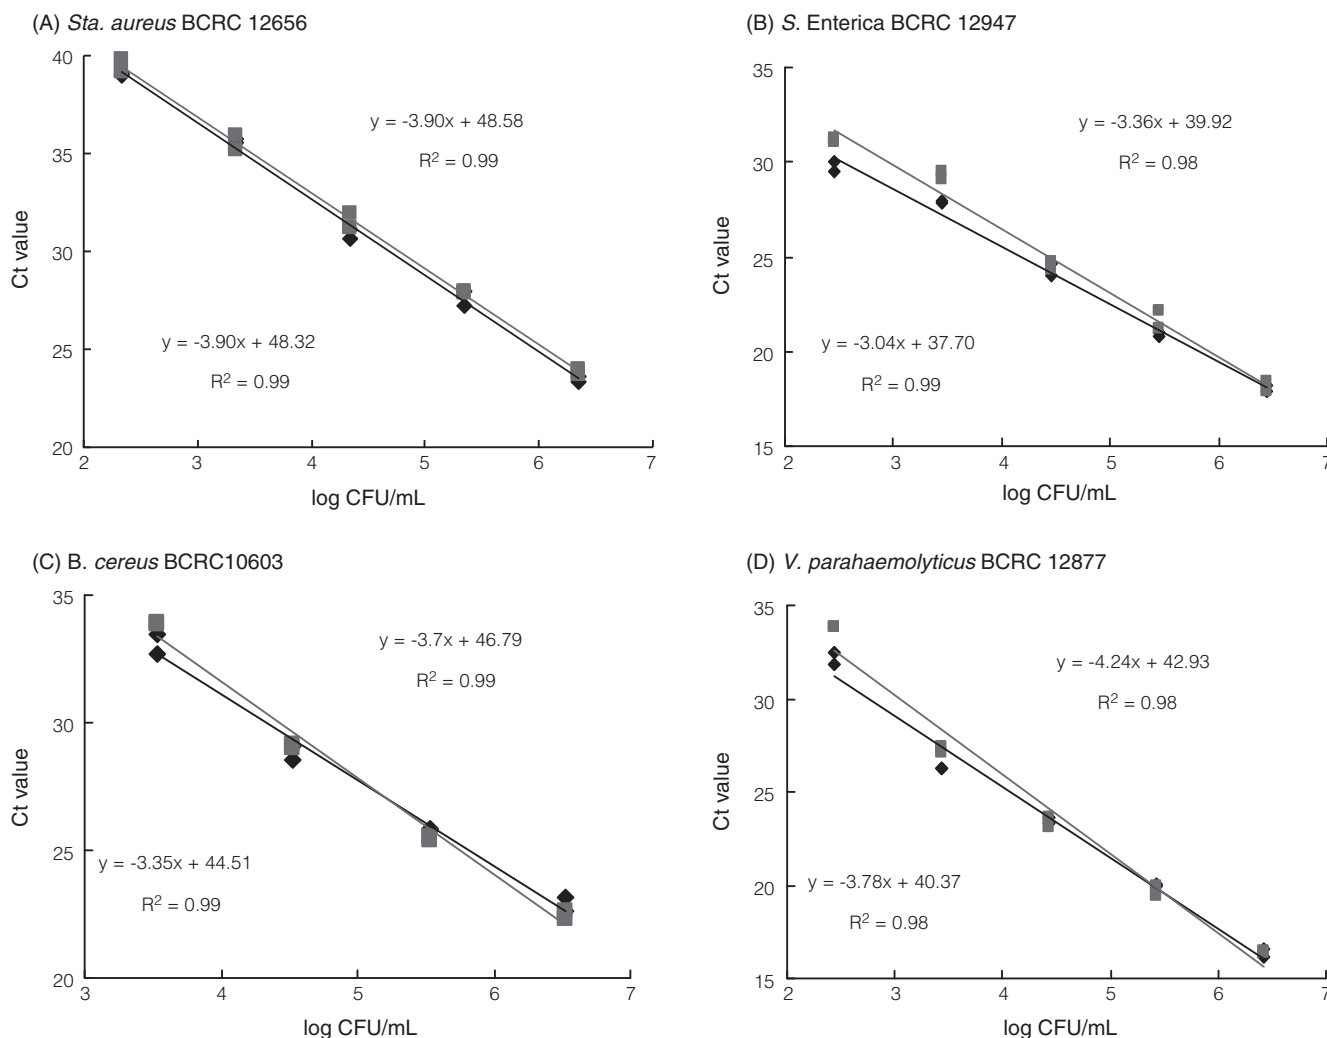 (A) Sta. aureus BCRC 12656
40
35
30
25
20
Ct value
y = -3.90x + 48.58
R² = 0.99
y = -3.90x + 48.32
R² = 0.99
2 3 4 5 6 7
log CFU/mL
(B) S. Enterica BCRC 12947
35
30
25
20
15
Ct value
y = -3.36x + 39.92
R² = 0.98
y = -3.04x + 37.70
R² = 0.99
2 3 4 5 6 7
log CFU/mL
(C) B. cereus BCRC10603
35
30
25
20
Ct value
y = -3.7x + 46.79
R² = 0.99
y = -3.35x + 44.51
R² = 0.99
3 4 5 6 7
log CFU/mL
(D) V. parahaemolyticus BCRC 12877
35
30
25
20
15
Ct value
y = -4.24x + 42.93
R² = 0.98
y = -3.78x + 40.37
R² = 0.98
2 3 4 5 6 7
log CFU/mL